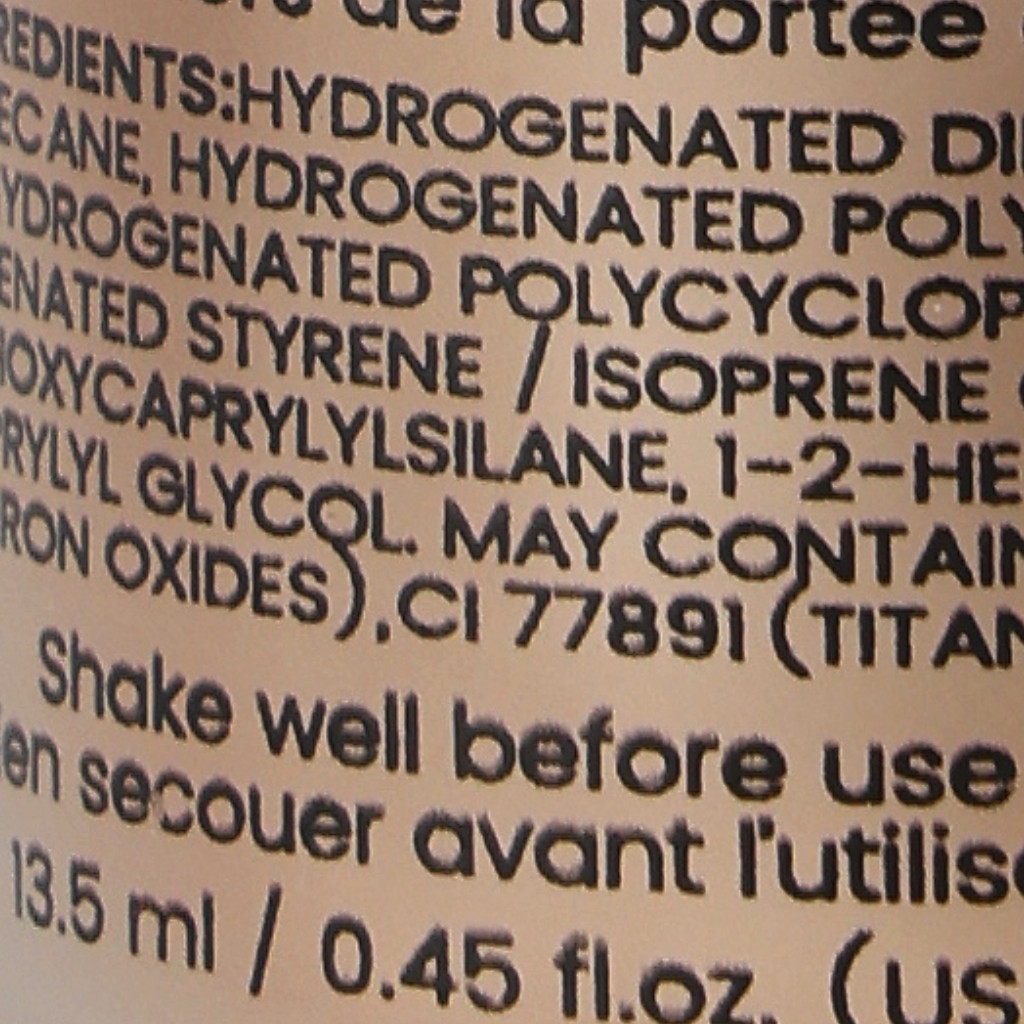 de la portée
REDIENTS:HYDROGENATED DI
ECANE, HYDROGENATED POLY
YDROGENATED POLYCYCLOP
ENATED STYRENE / ISOPRENE
OXYCAPRYLYLSILANE, 1-2-HE
RYLYL GLYCOL. MAY CONTAIN
RON OXIDES),CI 77891 (TITAN
Shake well before use
en secouer avant l'utilis
13.5 ml / 0.45 fl.oz. (US